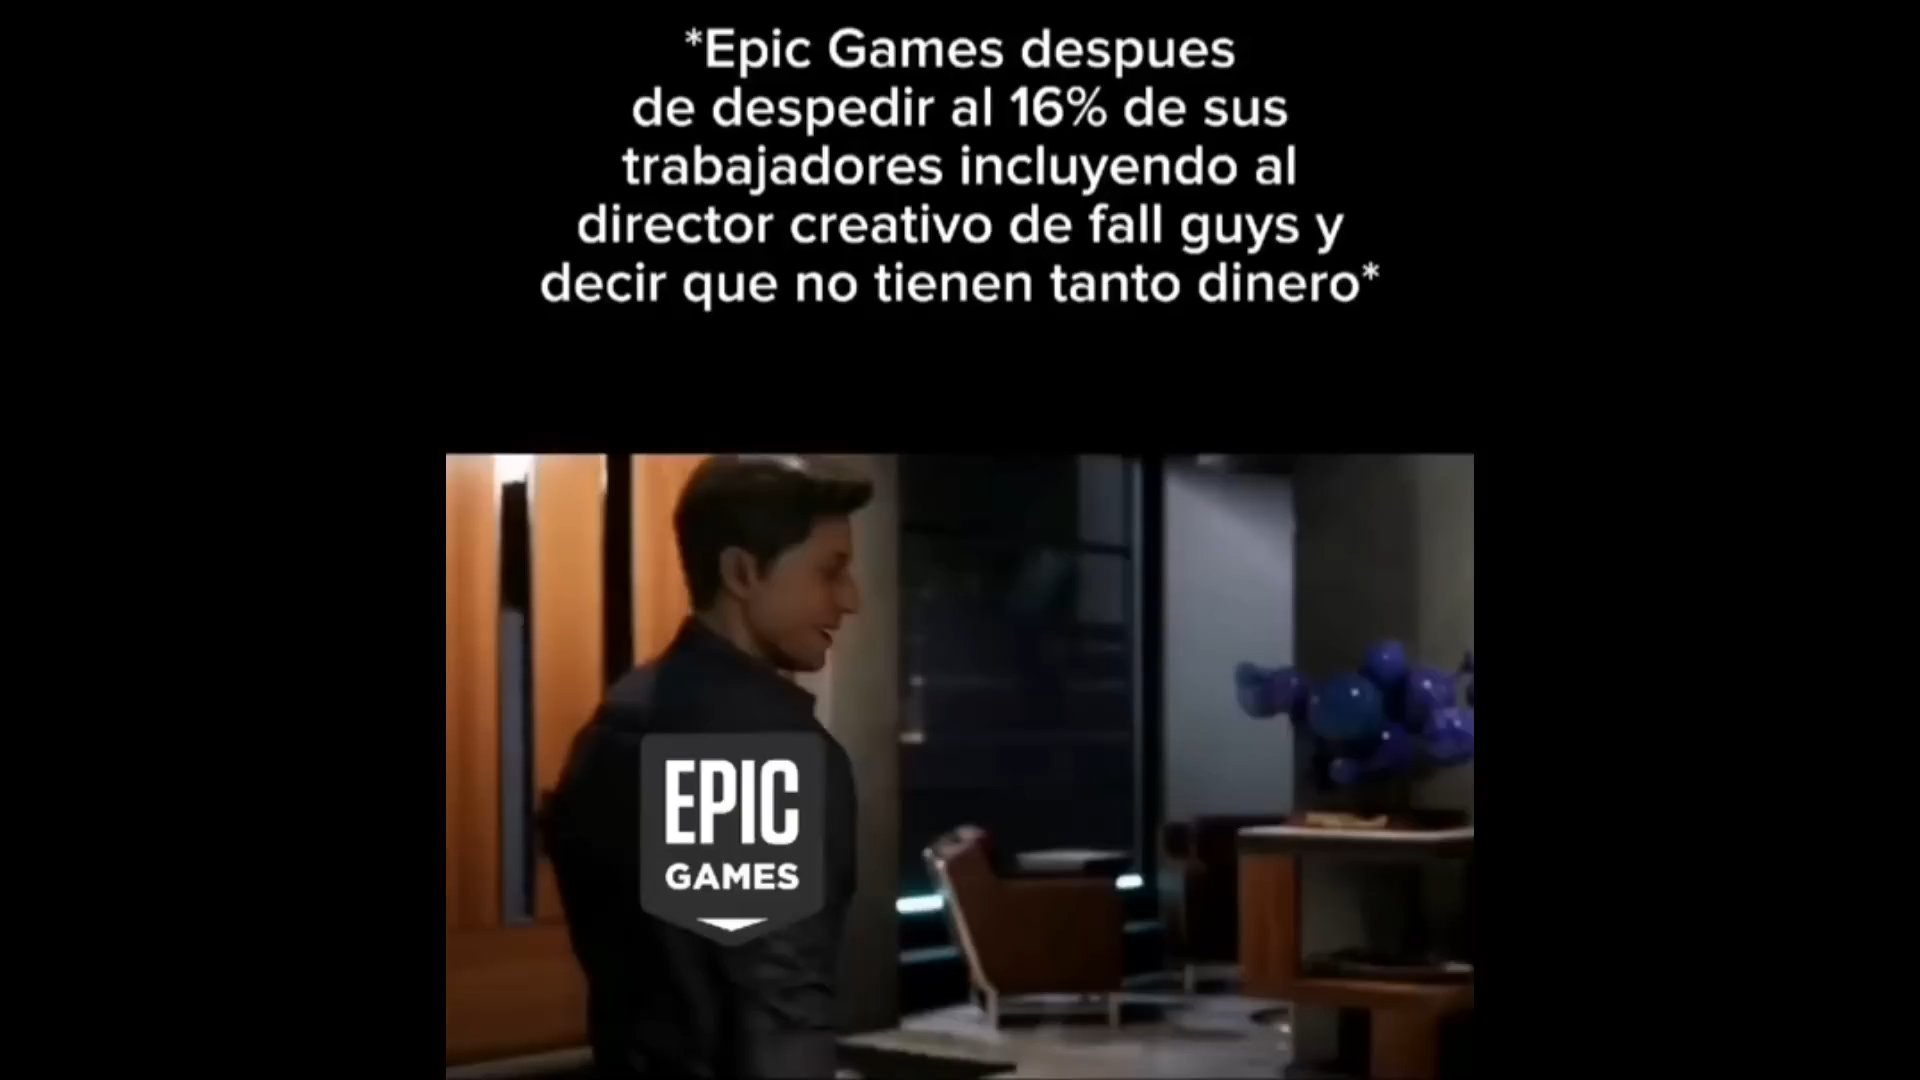 *Epic Games despues
de despedir al 16% de sus
trabajadores incluyendo al
director creativo de fall guys y
decir que no tienen tanto dinero*
EPIC
GAMES